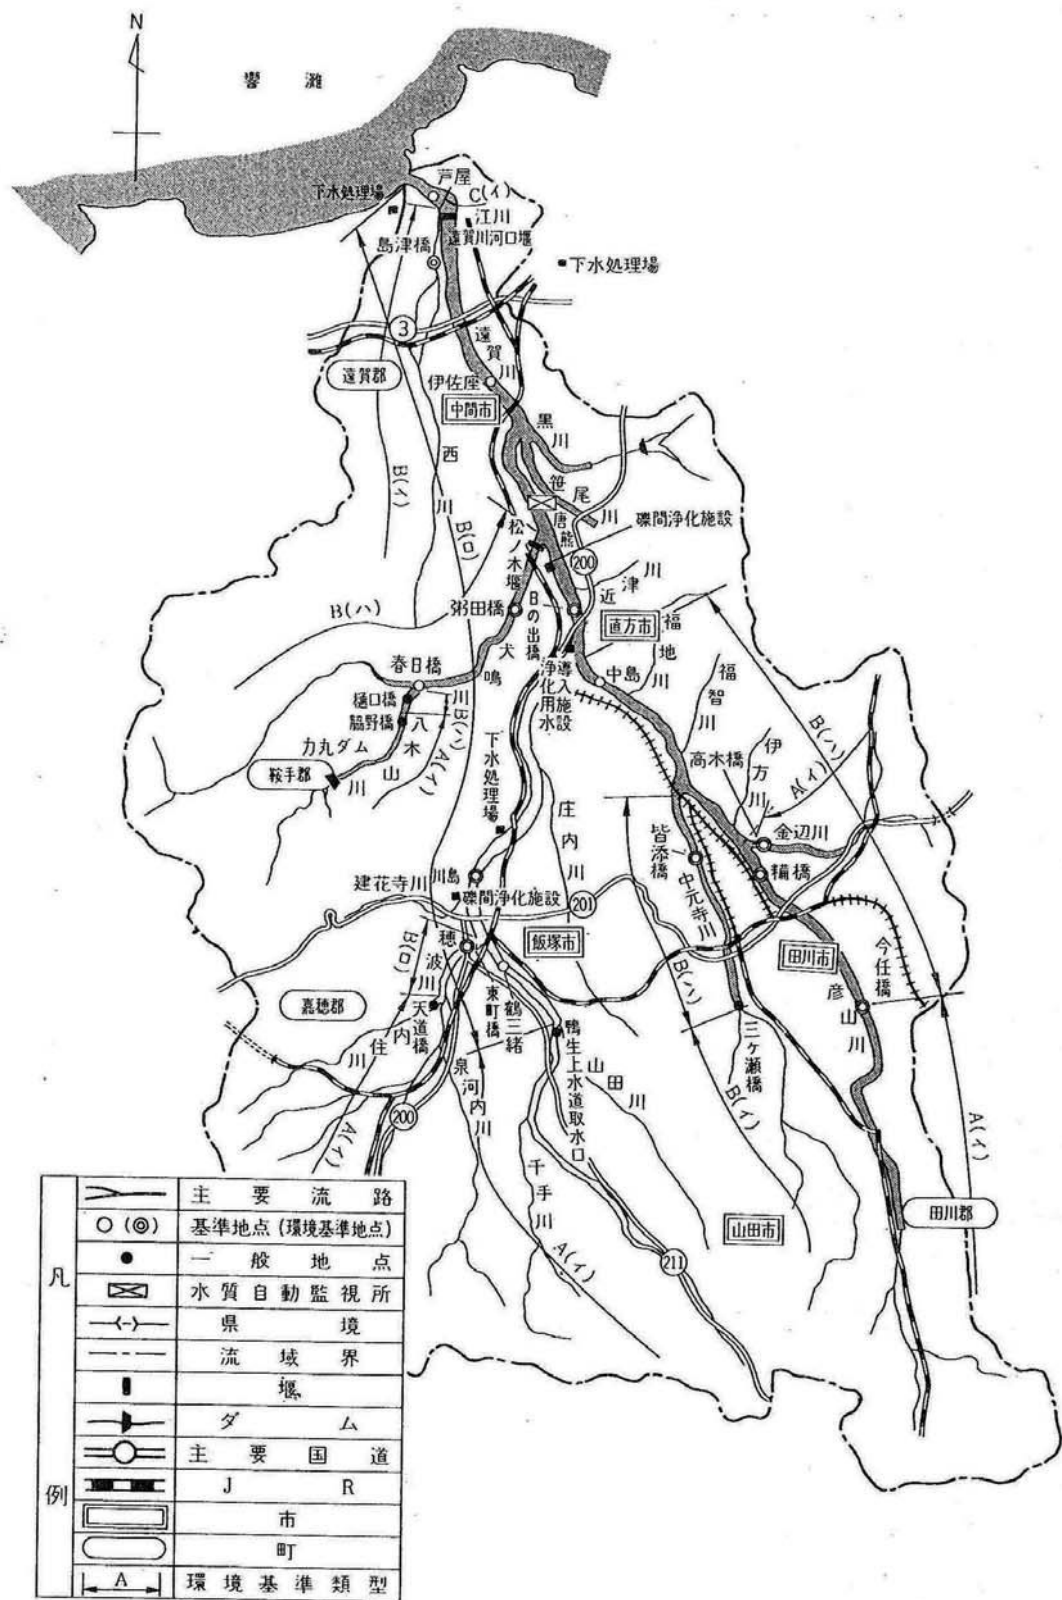 N
響灘
下水処理場
芦屋
C(イ)
江川
遠賀川河口堰
島津橋
下水処理場
3
遠賀郡
遠賀川
伊佐座
中間市
黒川
西川
B(イ)
B(ロ)
笹尾川
唐熊
礫間浄化施設
松ノ木堰
200
近津川
B(ハ)
粥田橋
日の出橋
直方市
福地川
犬鳴川
春日橋
中島
浄化用水導入施設
福智川
樋口橋
脇野橋
八木山川
B(ハ)
A(イ)
力丸ダム
鞍手郡
下水処理場
高木橋
伊方川
B(ハ)
A(イ)
庄内川
金辺川
皆添橋
糒橋
建花寺川
川島
礫間浄化施設
201
中元寺川
穂波川
飯塚市
田川市
今任橋
B(ロ)
B(ハ)
嘉穂郡
天道橋
東町橋
鶴三緒
彦山川
内住川
鴨生上水道取水口
三ヶ瀬橋
泉河内川
山田川
B(イ)
200
A(イ)
A(イ)
千手川
田川郡
山田市
A(イ)
211
凡例
主要流路
基準地点(環境基準地点)
一般地点
水質自動監視所
県境
流域界
堰
ダム
主要国道
JR
市
町
A 環境基準類型